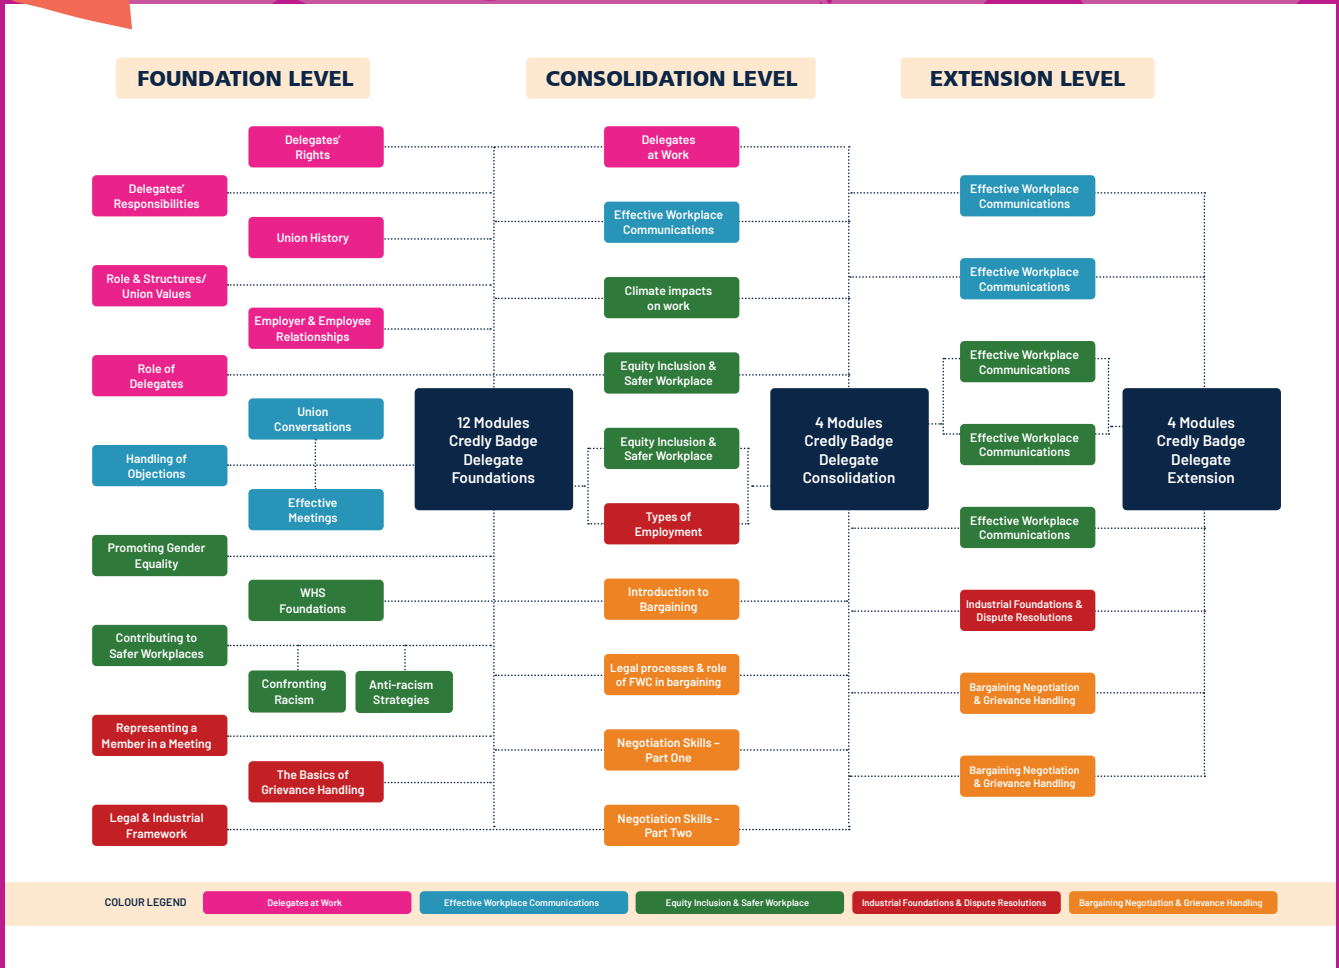 FOUNDATION LEVEL
CONSOLIDATION LEVEL
EXTENSION LEVEL
Delegates’
Rights
Delegates’
Responsibilities
Union History
Role & Structures/
Union Values
Employer & Employee
Relationships
Role of
Delegates
Union
Conversations
Handling of
Objections
Effective
Meetings
Promoting Gender
Equality
WHS
Foundations
Contributing to
Safer Workplaces
Confronting
Racism
Anti-racism
Strategies
Representing a
Member in a Meeting
The Basics of
Grievance Handling
Legal & Industrial
Framework
12 Modules
Credly Badge
Delegate
Foundations
Delegates
at Work
Effective Workplace
Communications
Climate impacts
on work
Equity Inclusion &
Safer Workplace
Equity Inclusion &
Safer Workplace
Types of
Employment
Introduction to
Bargaining
Legal processes & role
of FWC in bargaining
Negotiation Skills –
Part One
Negotiation Skills –
Part Two
4 Modules
Credly Badge
Delegate
Consolidation
Effective Workplace
Communications
Effective Workplace
Communications
Effective Workplace
Communications
Effective Workplace
Communications
Effective Workplace
Communications
Industrial Foundations &
Dispute Resolutions
Bargaining Negotiation
& Grievance Handling
Bargaining Negotiation
& Grievance Handling
4 Modules
Credly Badge
Delegate
Extension
COLOUR LEGEND
Delegates at Work
Effective Workplace Communications
Equity Inclusion & Safer Workplace
Industrial Foundations & Dispute Resolutions
Bargaining Negotiation & Grievance Handling